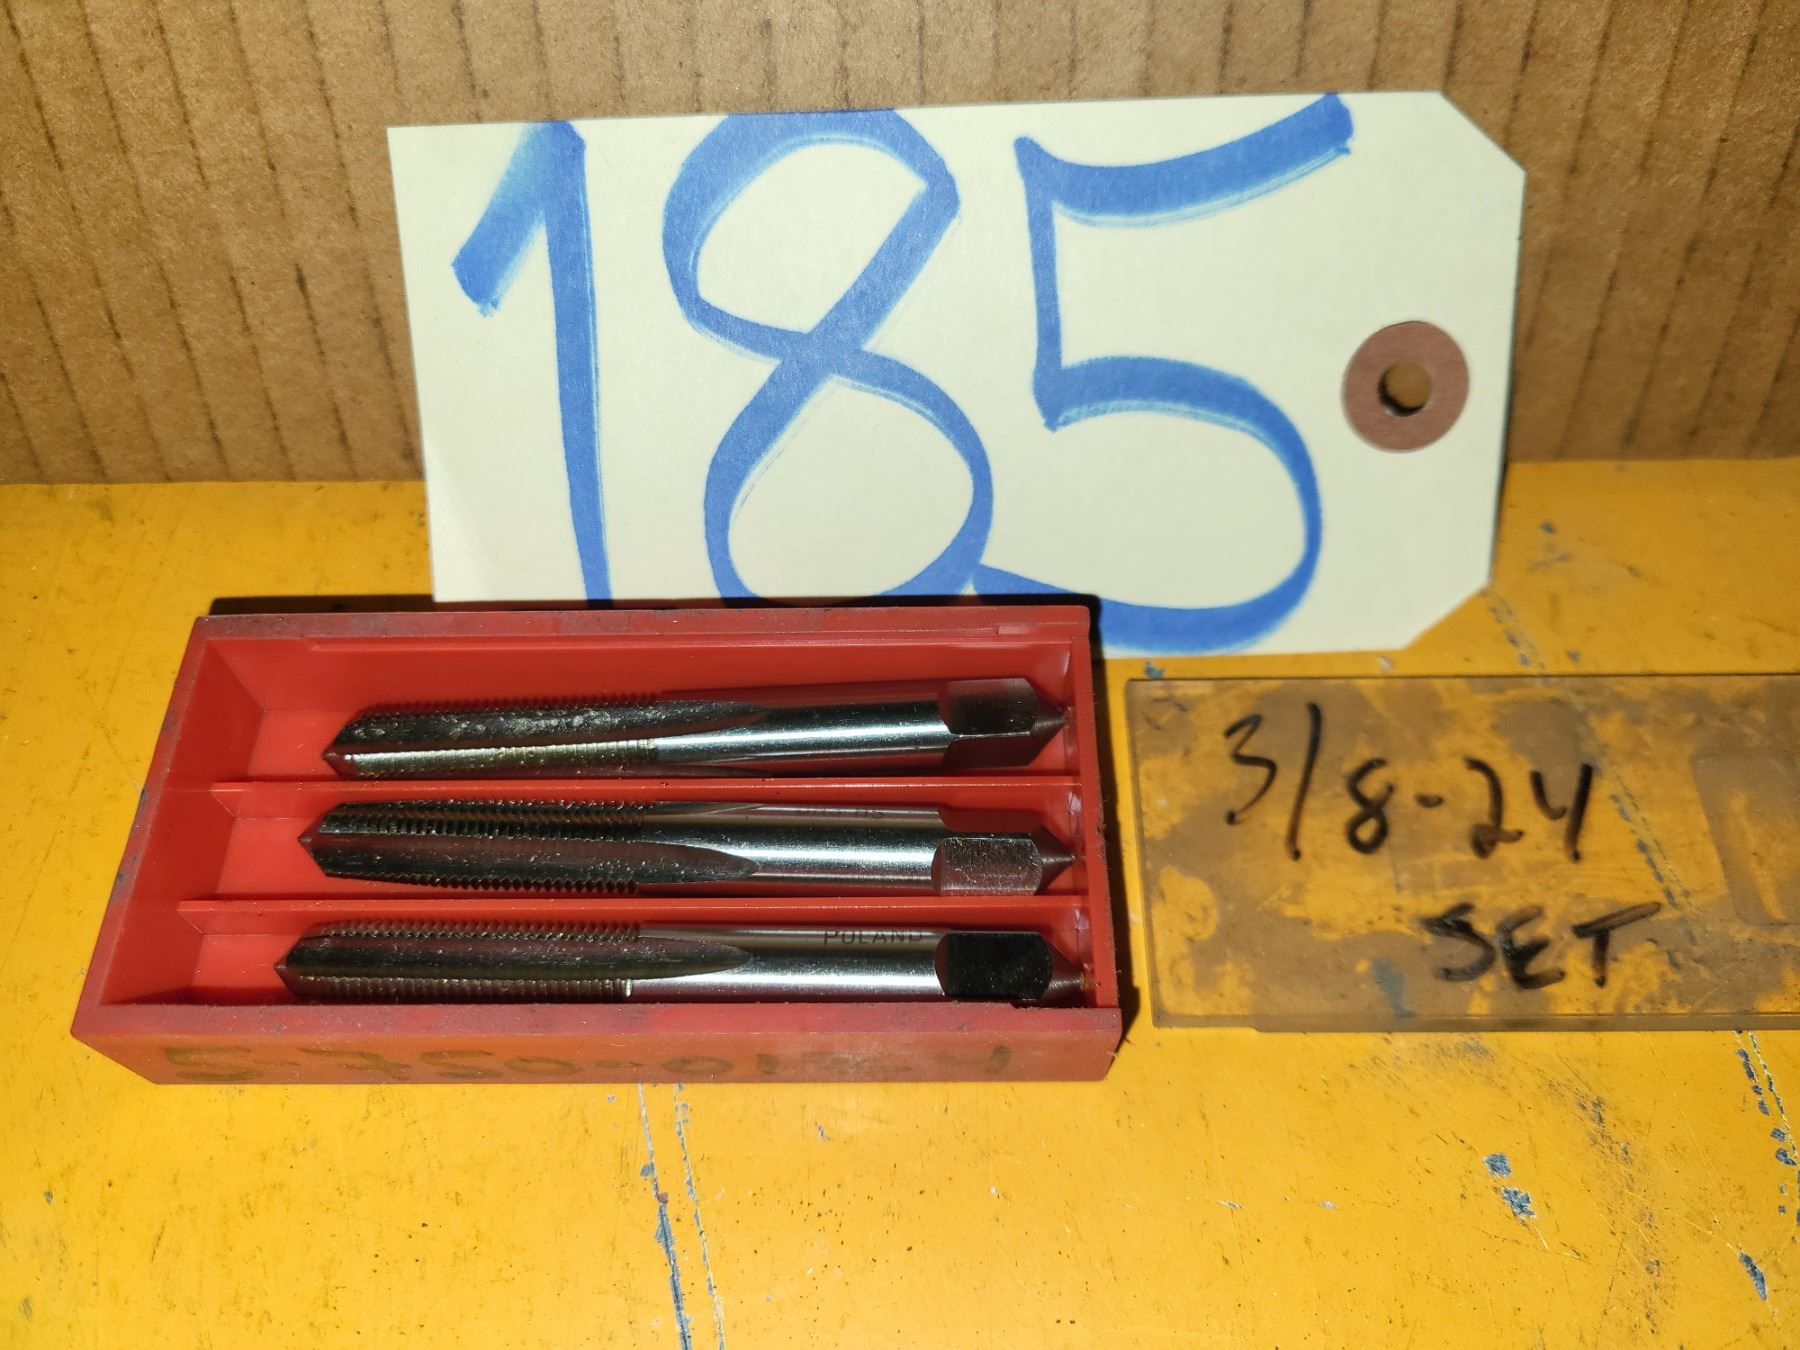 185
3/8-24
SET
POLAND